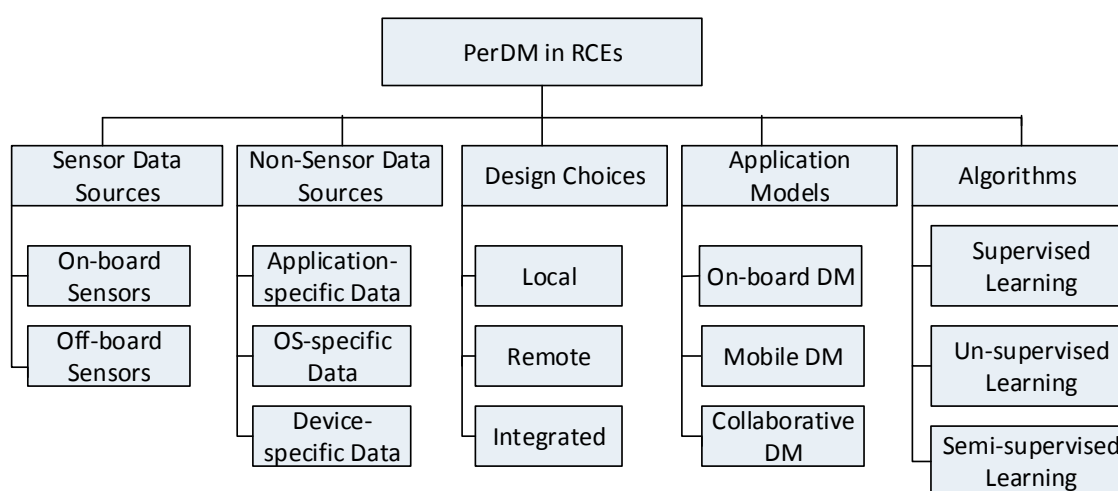 PerDM in RCEs
Sensor Data
Sources
On-board
Sensors
Off-board
Sensors
Non-Sensor Data
Sources
Application-
specific Data
OS-specific
Data
Device-
specific Data
Design Choices
Local
Remote
Integrated
Application
Models
On-board DM
Mobile DM
Collaborative
DM
Algorithms
Supervised
Learning
Un-supervised
Learning
Semi-supervised
Learning